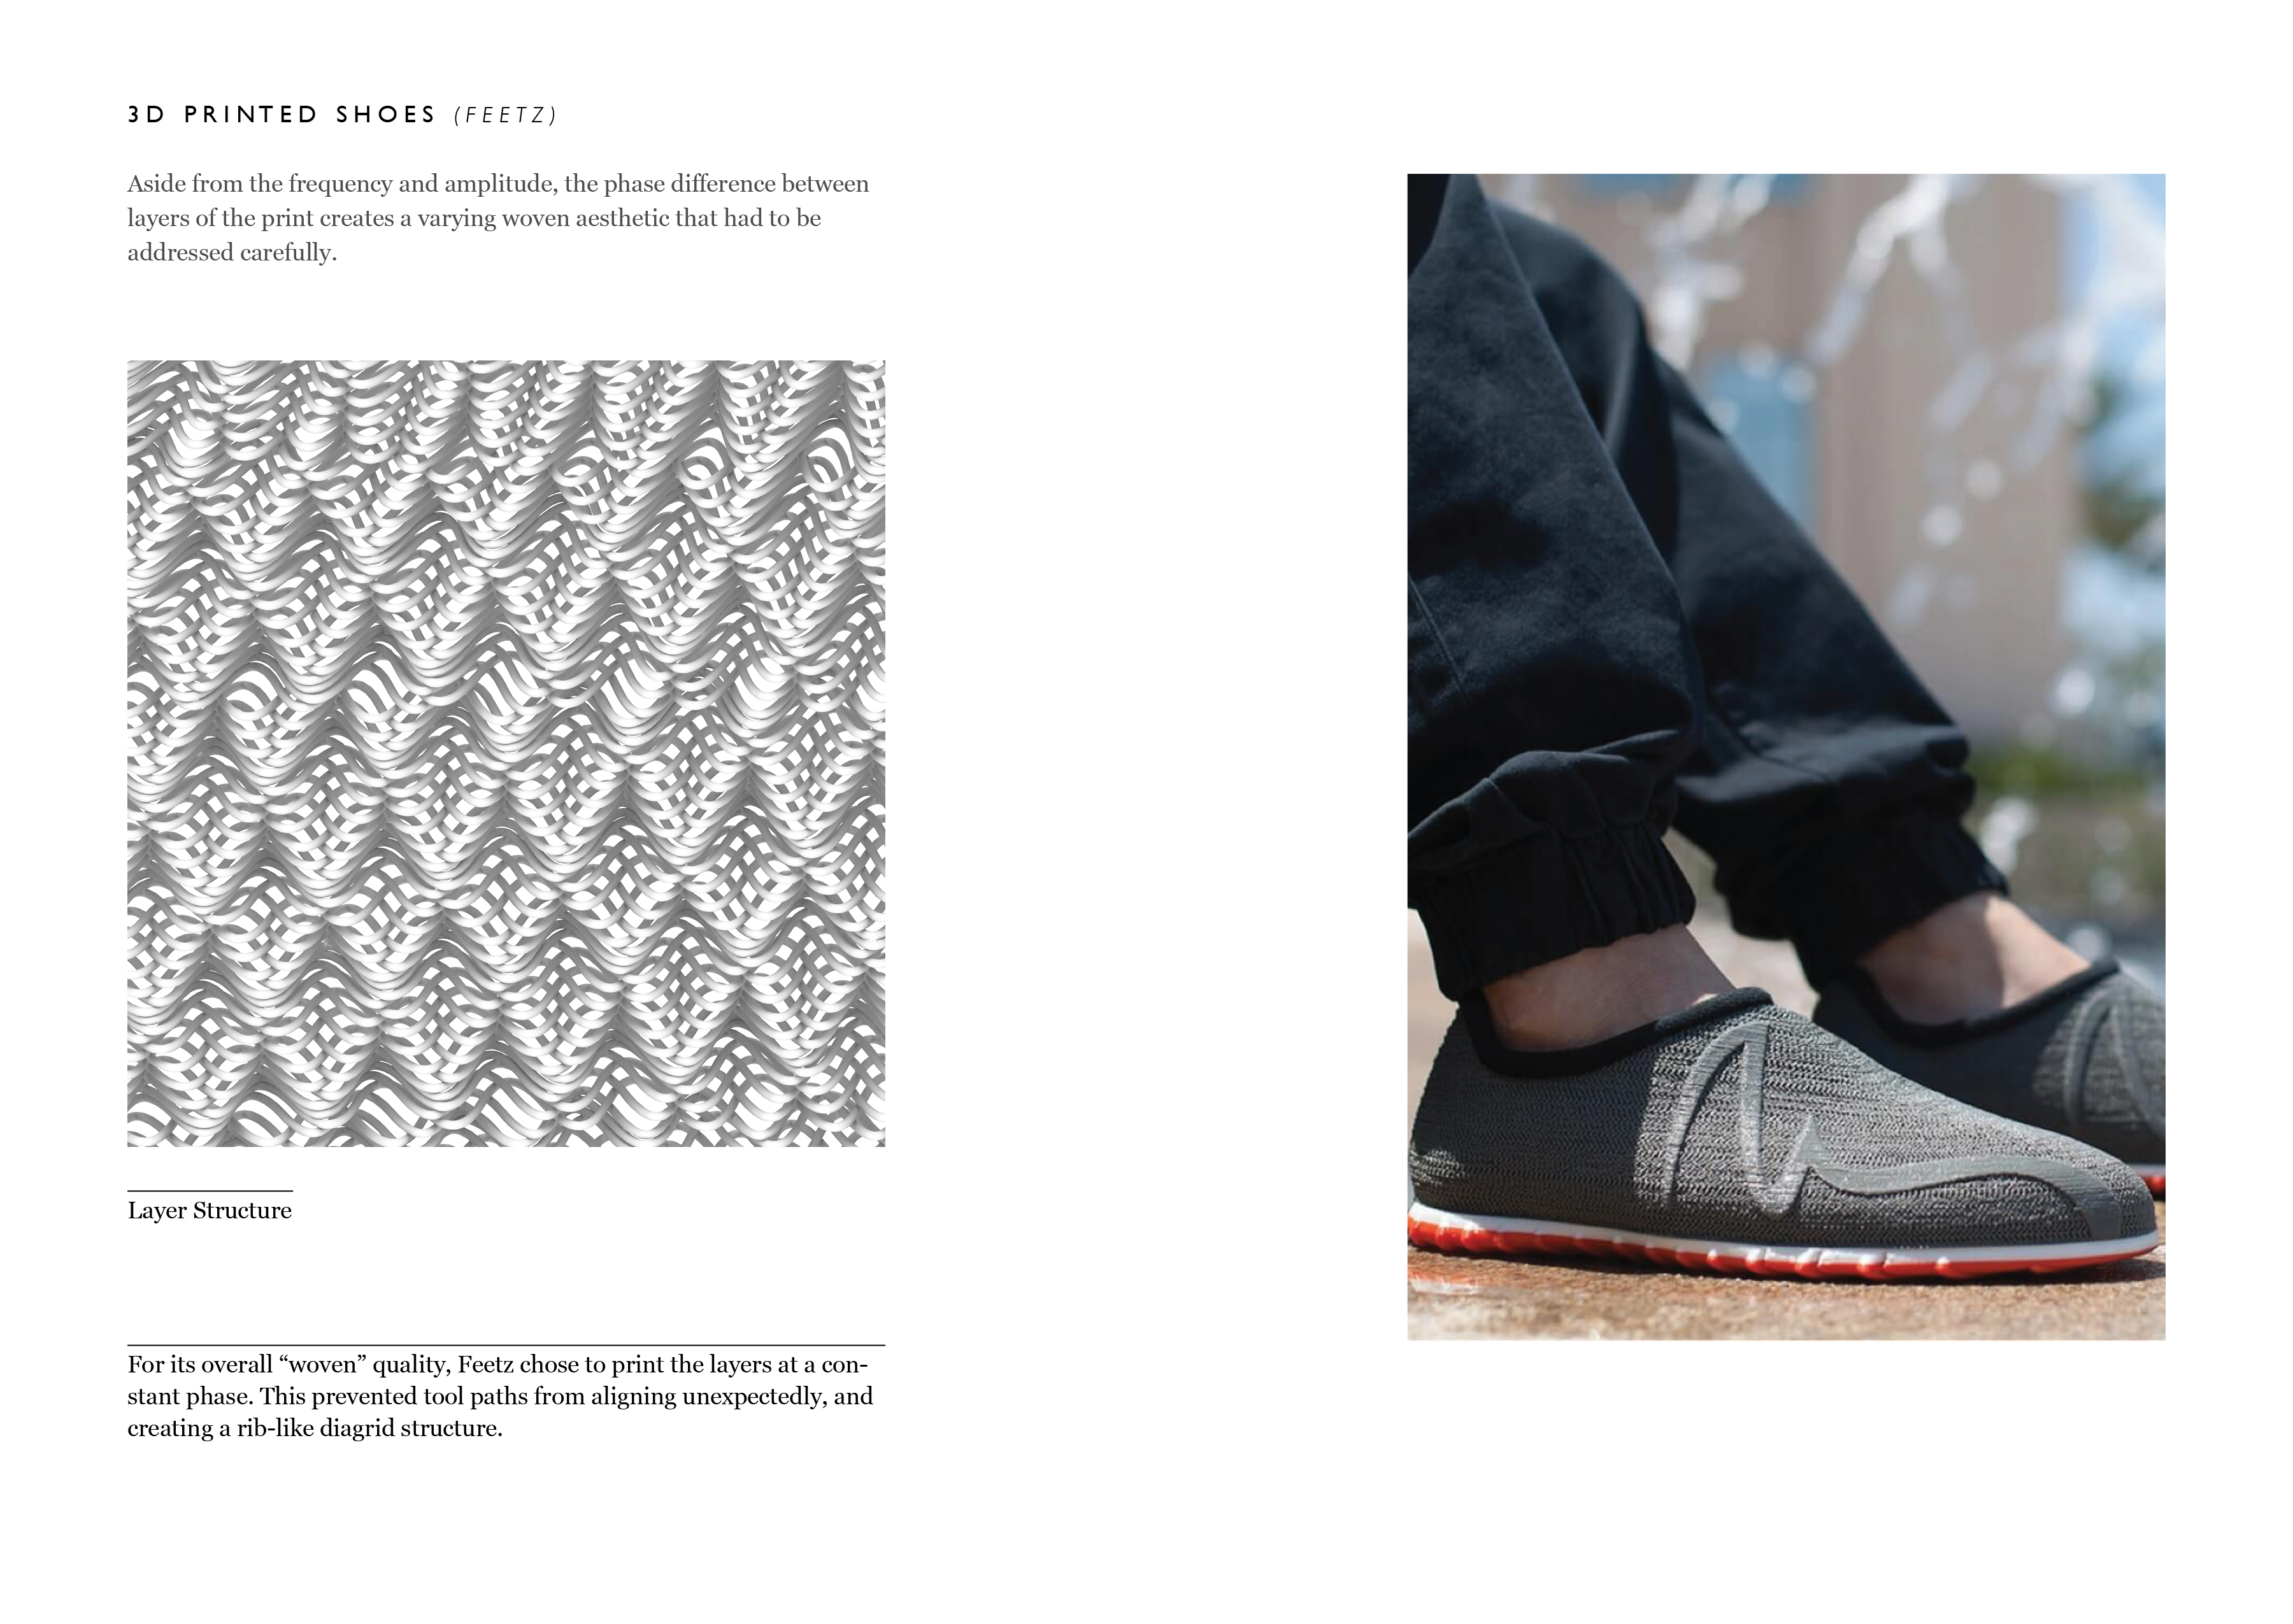 3D PRINTED SHOES (FEETZ)
Aside from the frequency and amplitude, the phase difference between
layers of the print creates a varying woven aesthetic that had to be
addressed carefully.
Layer Structure
For its overall “woven” quality, Feetz chose to print the layers at a con-
stant phase. This prevented tool paths from aligning unexpectedly, and
creating a rib-like diagrid structure.